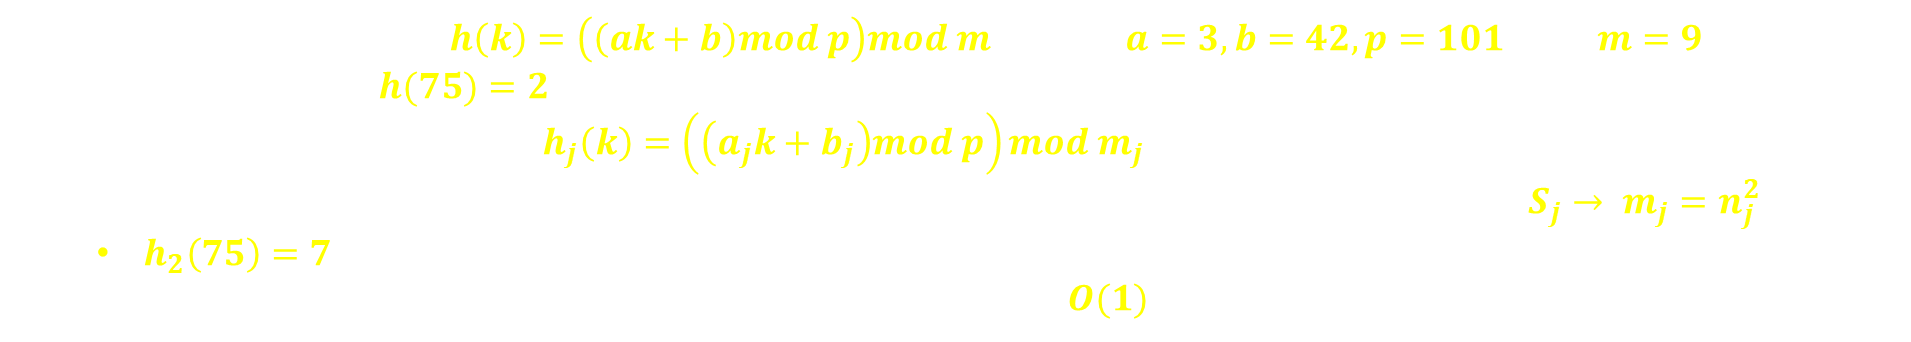 h(k) = ((ak + b)mod p)mod m a = 3, b = 42, p = 101 m = 9
h(75) = 2
h_j(k) = ((a_jk + b_j)mod p) mod m_j
S_j → m_j = n_j^2
• h_2(75) = 7
O(1)